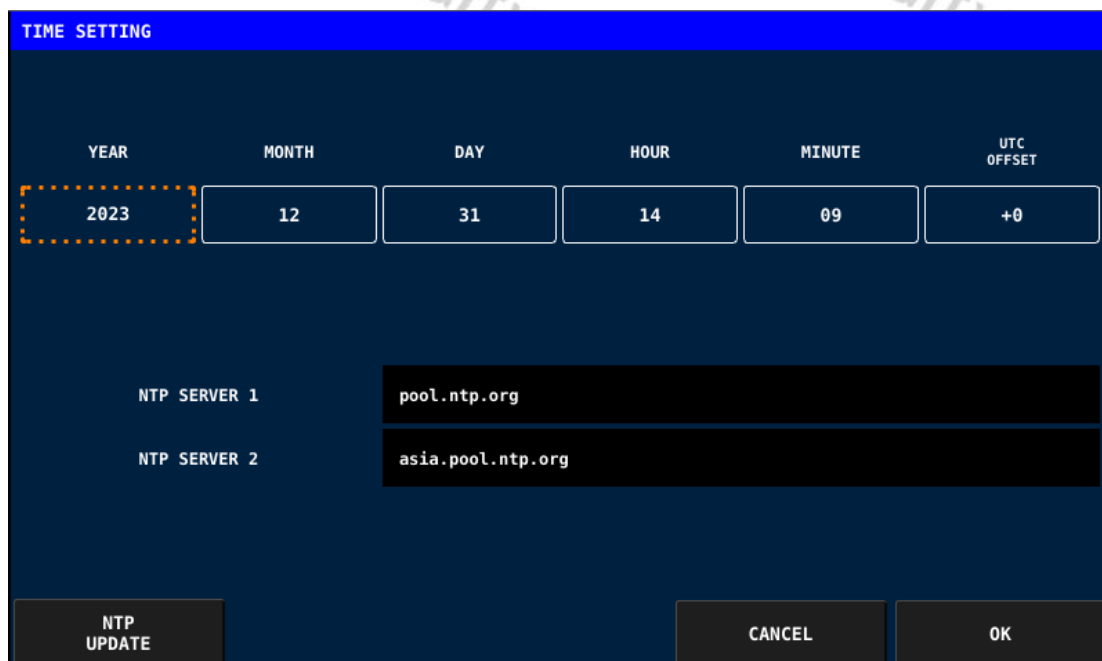 TIME SETTING
YEAR MONTH DAY HOUR MINUTE UTC OFFSET
2023 12 31 14 09 +0
NTP SERVER 1 pool.ntp.org
NTP SERVER 2 asia.pool.ntp.org
NTP UPDATE CANCEL OK